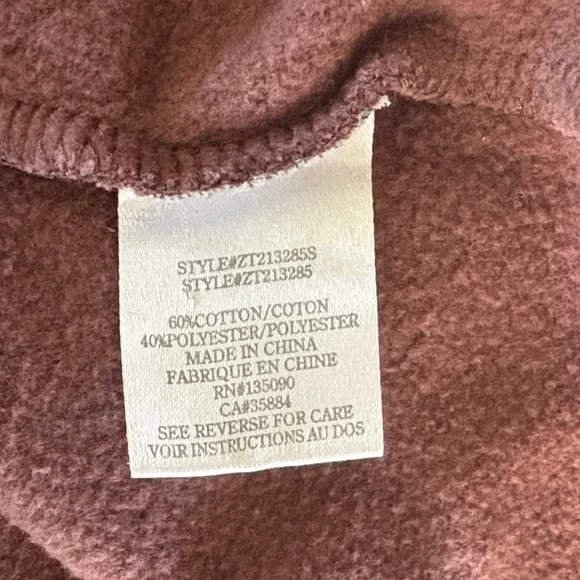 STYLE#ZT213285S
STYLE#ZT213285
60%COTTON/COTON
40%POLYESTER/POLYESTER
MADE IN CHINA
FABRIQUE EN CHINE
RN#135090
CA#35884
SEE REVERSE FOR CARE
VOIR INSTRUCTIONS AU DOS